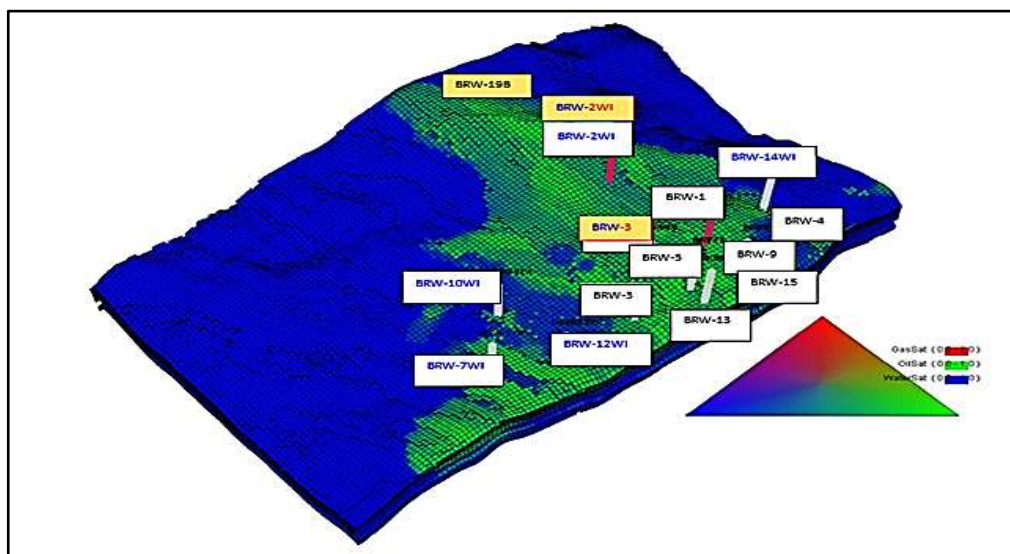 BRW-19B
BRW-2WI
BRW-2WI
BRW-14WI
BRW-1
BRW-4
BRW-3
BRW-5
BRW-9
BRW-10WI
BRW-3
BRW-15
BRW-13
BRW-12WI
BRW-7WI
GasSat
OilSat
WaterSat